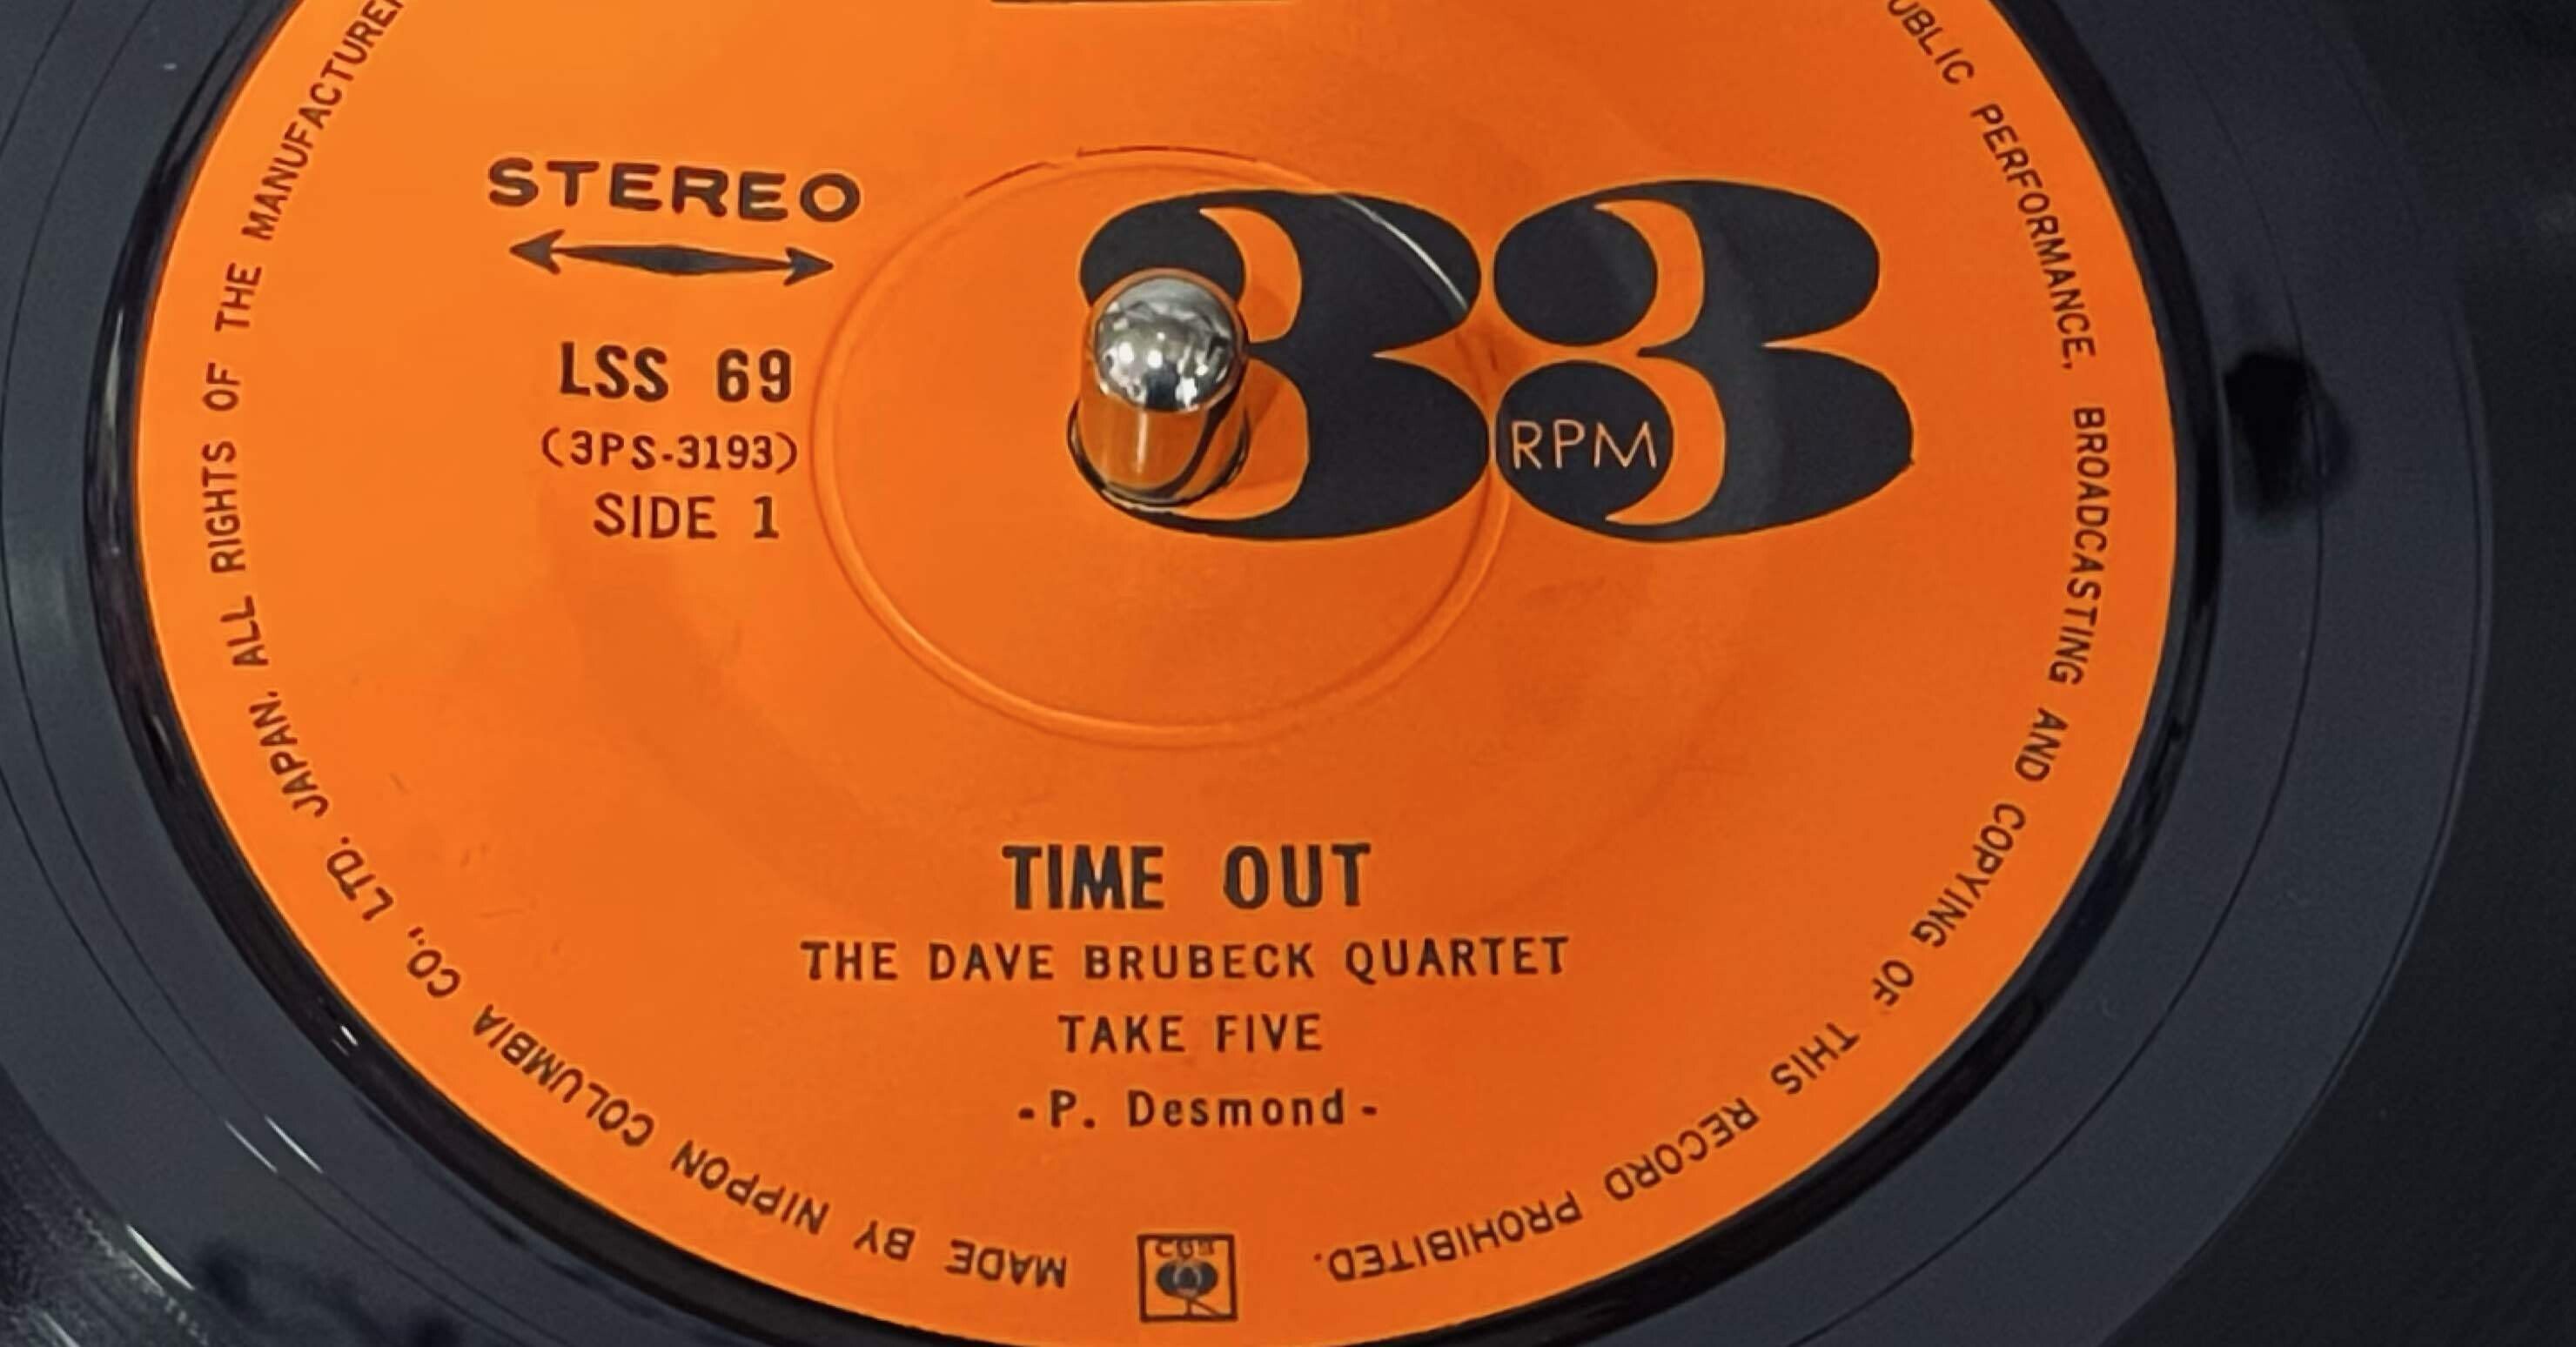 STEREO
LSS 69
(3PS-3193)
SIDE 1
33
RPM
TIME OUT
THE DAVE BRUBECK QUARTET
TAKE FIVE
-P. Desmond-
MADE BY NIPPON COLUMBIA CO., LTD. JAPAN. ALL RIGHTS OF THE
PERFORMANCE, BROADCASTING AND COPYING OF THIS RECORD PROHIBITED.
CBS